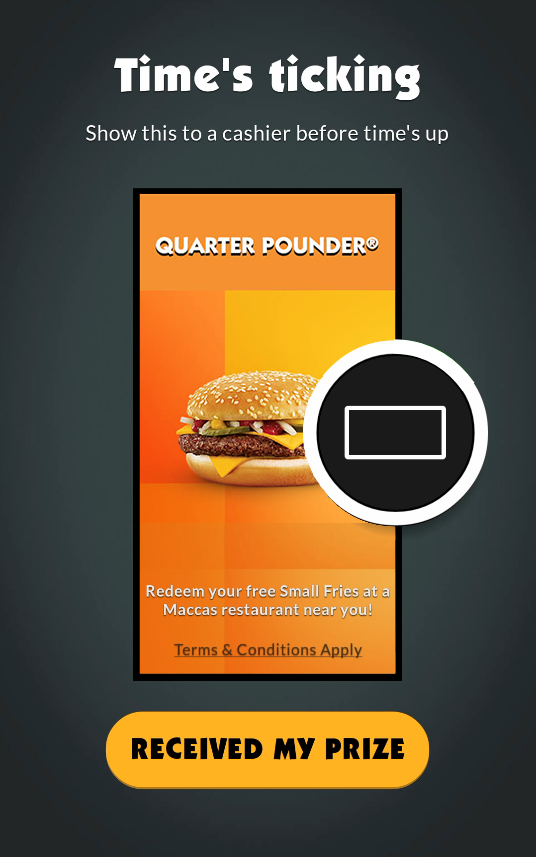 Time's ticking
Show this to a cashier before time's up
QUARTER POUNDER®
Redeem your free Small Fries at a
Maccas restaurant near you!
Terms & Conditions Apply
RECEIVED MY PRIZE